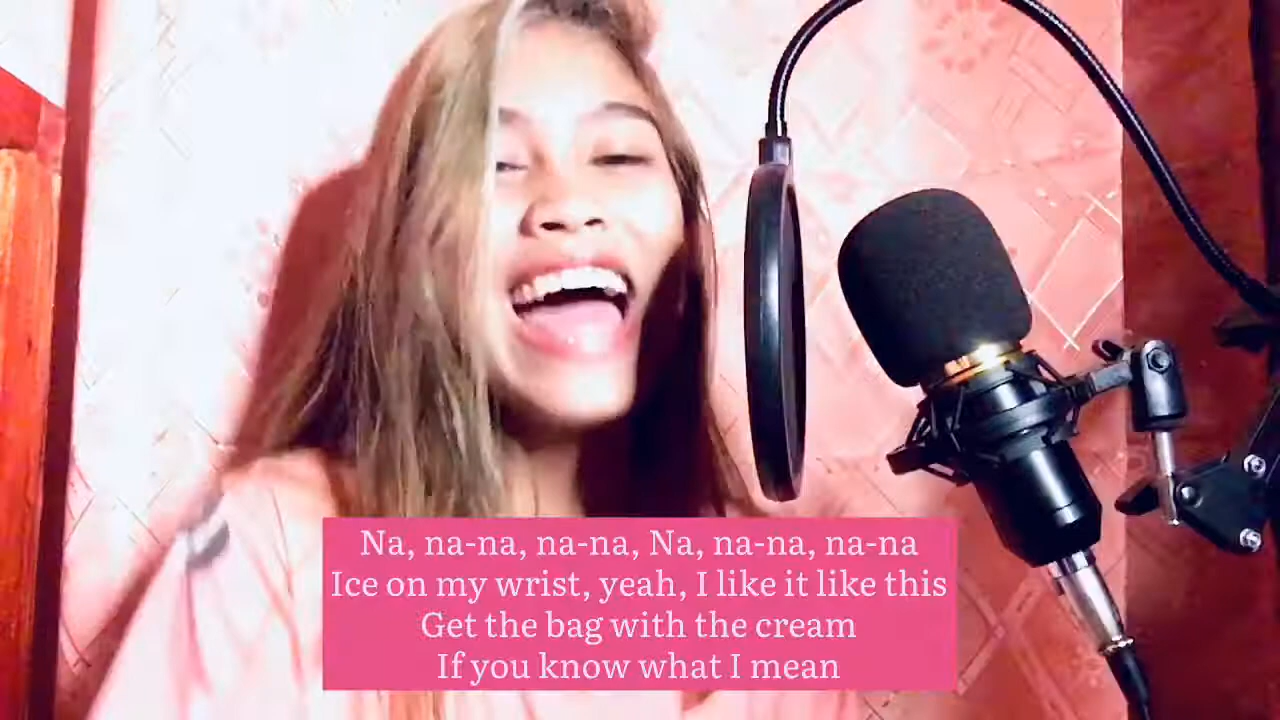 Na, na-na, na-na, Na, na-na, na-na
Ice on my wrist, yeah, I like it like this
Get the bag with the cream
If you know what I mean